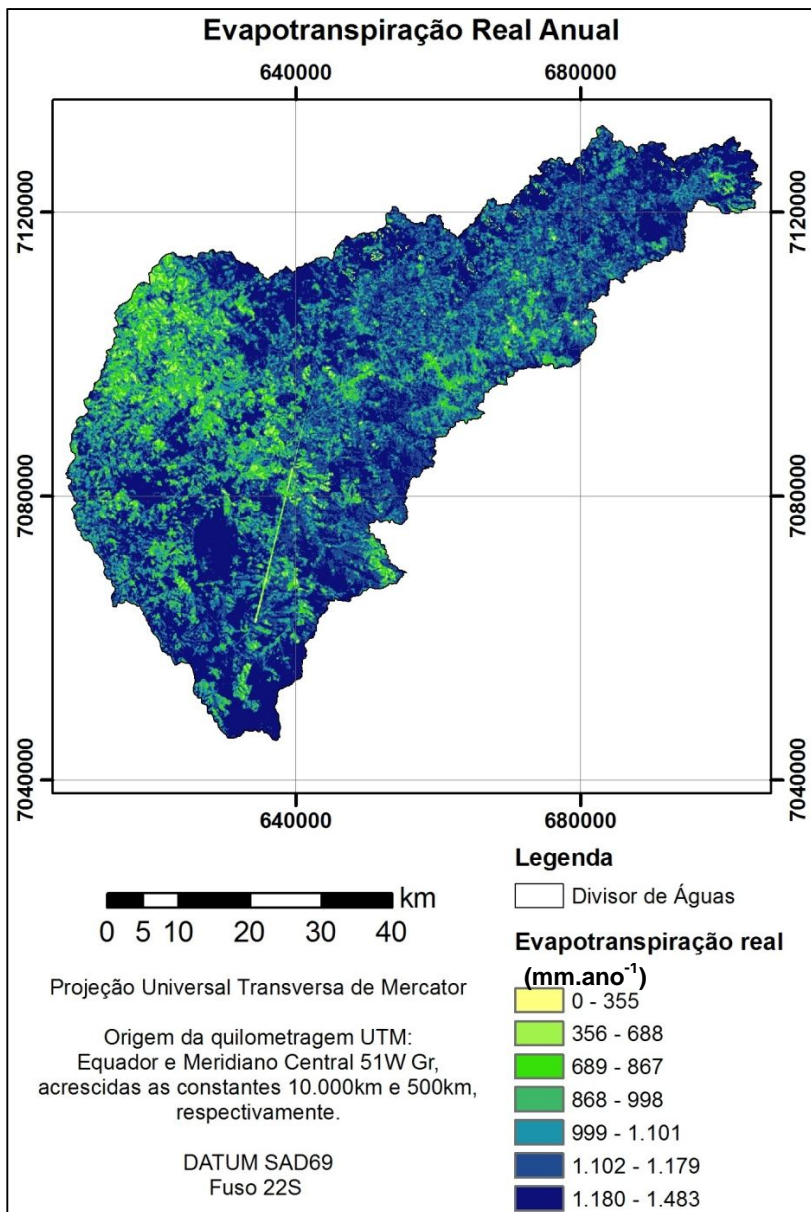 Evapotranspiração Real Anual
640000 680000
7120000 7120000
7080000 7080000
7040000 7040000
640000 680000
km
0 5 10 20 30 40
Projeção Universal Transversa de Mercator
Origem da quilometragem UTM:
Equador e Meridiano Central 51W Gr,
acrescidas as constantes 10.000km e 500km,
respectivamente.
DATUM SAD69
Fuso 22S
Legenda
Divisor de Águas
Evapotranspiração real
(mm.ano⁻¹)
0 - 355
356 - 688
689 - 867
868 - 998
999 - 1.101
1.102 - 1.179
1.180 - 1.483